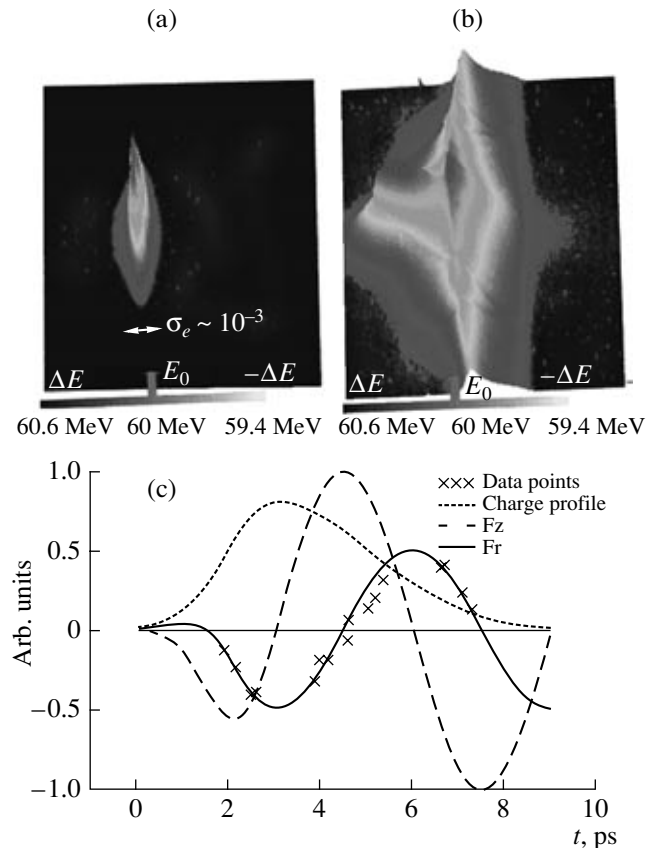 (a)
(b)
σe ~ 10−3
ΔE E0 −ΔE
60.6 MeV 60 MeV 59.4 MeV
ΔE E0 −ΔE
60.6 MeV 60 MeV 59.4 MeV
(c)
××× Data points
Charge profile
Fz
Fr
Arb. units
1.0
0.5
0
−0.5
−1.0
0 2 4 6 8 10
t, ps